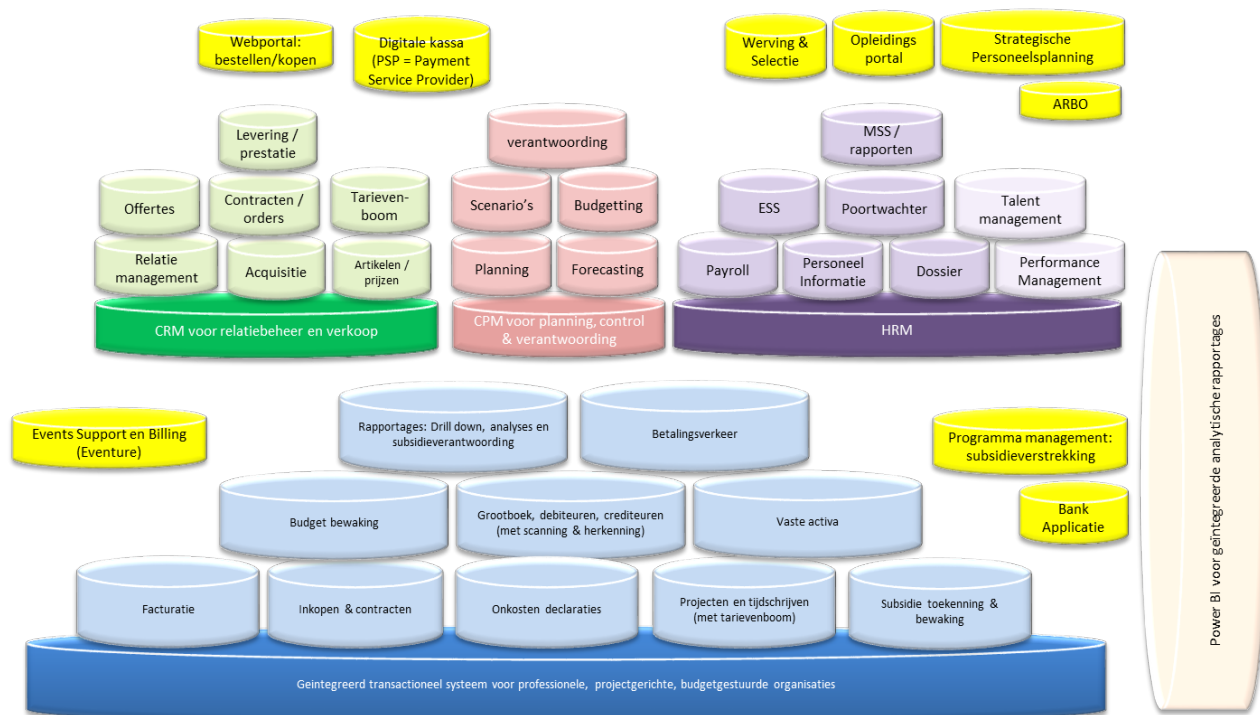 Webportal:
bestellen/kopen
Digitale kassa
(PSP = Payment
Service Provider)
Werving &
Selectie
Opleidings
portal
Strategische
Personeelsplanning
ARBO
Levering /
prestatie
Offertes
Contracten /
orders
Tarieven-
boom
Relatie
management
Acquisitie
Artikelen /
prijzen
CRM voor relatiebeheer en verkoop
verantwoording
Scenario's
Budgetting
Planning
Forecasting
CPM voor planning, control
& verantwoording
MSS /
rapporten
ESS
Poortwachter
Talent
management
Payroll
Personeel
Informatie
Dossier
Performance
Management
HRM
Power BI voor geïntegreerde analytische rapportages
Events Support en Billing
(Eventure)
Rapportages: Drill down, analyses en
subsidieverantwoording
Betalingsverkeer
Programma management:
subsidieverstrekking
Budget bewaking
Grootboek, debiteuren, crediteuren
(met scanning & herkenning)
Vaste activa
Bank
Applicatie
Facturatie
Inkopen & contracten
Onkosten declaraties
Projecten en tijdschrijven
(met tarievenboom)
Subsidie toekenning &
bewaking
Geintegreerd transactioneel systeem voor professionele, projectgerichte, budgetgestuurde organisaties